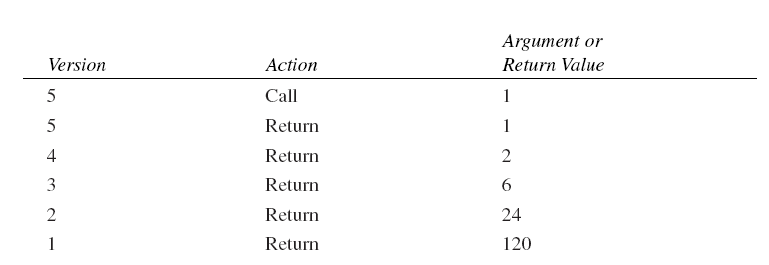 Argument or
Version Action Return Value
5 Call 1
5 Return 1
4 Return 2
3 Return 6
2 Return 24
1 Return 120